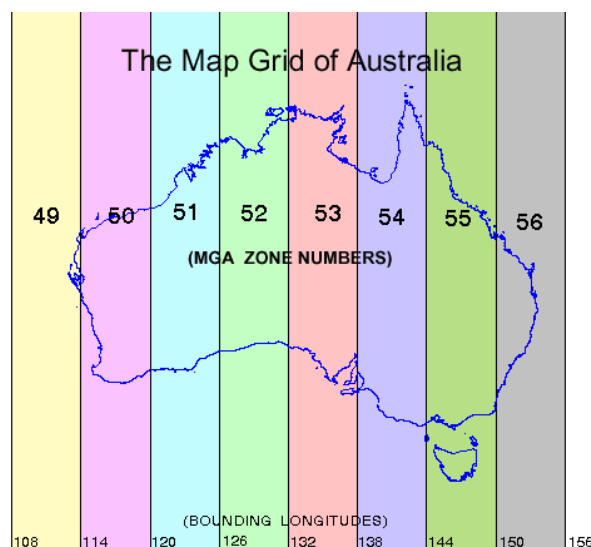 The Map Grid of Australia
49 50 51 52 53 54 55 56
(MGA ZONE NUMBERS)
(BOUNDING LONGITUDES)
108 114 120 126 132 138 144 150 156